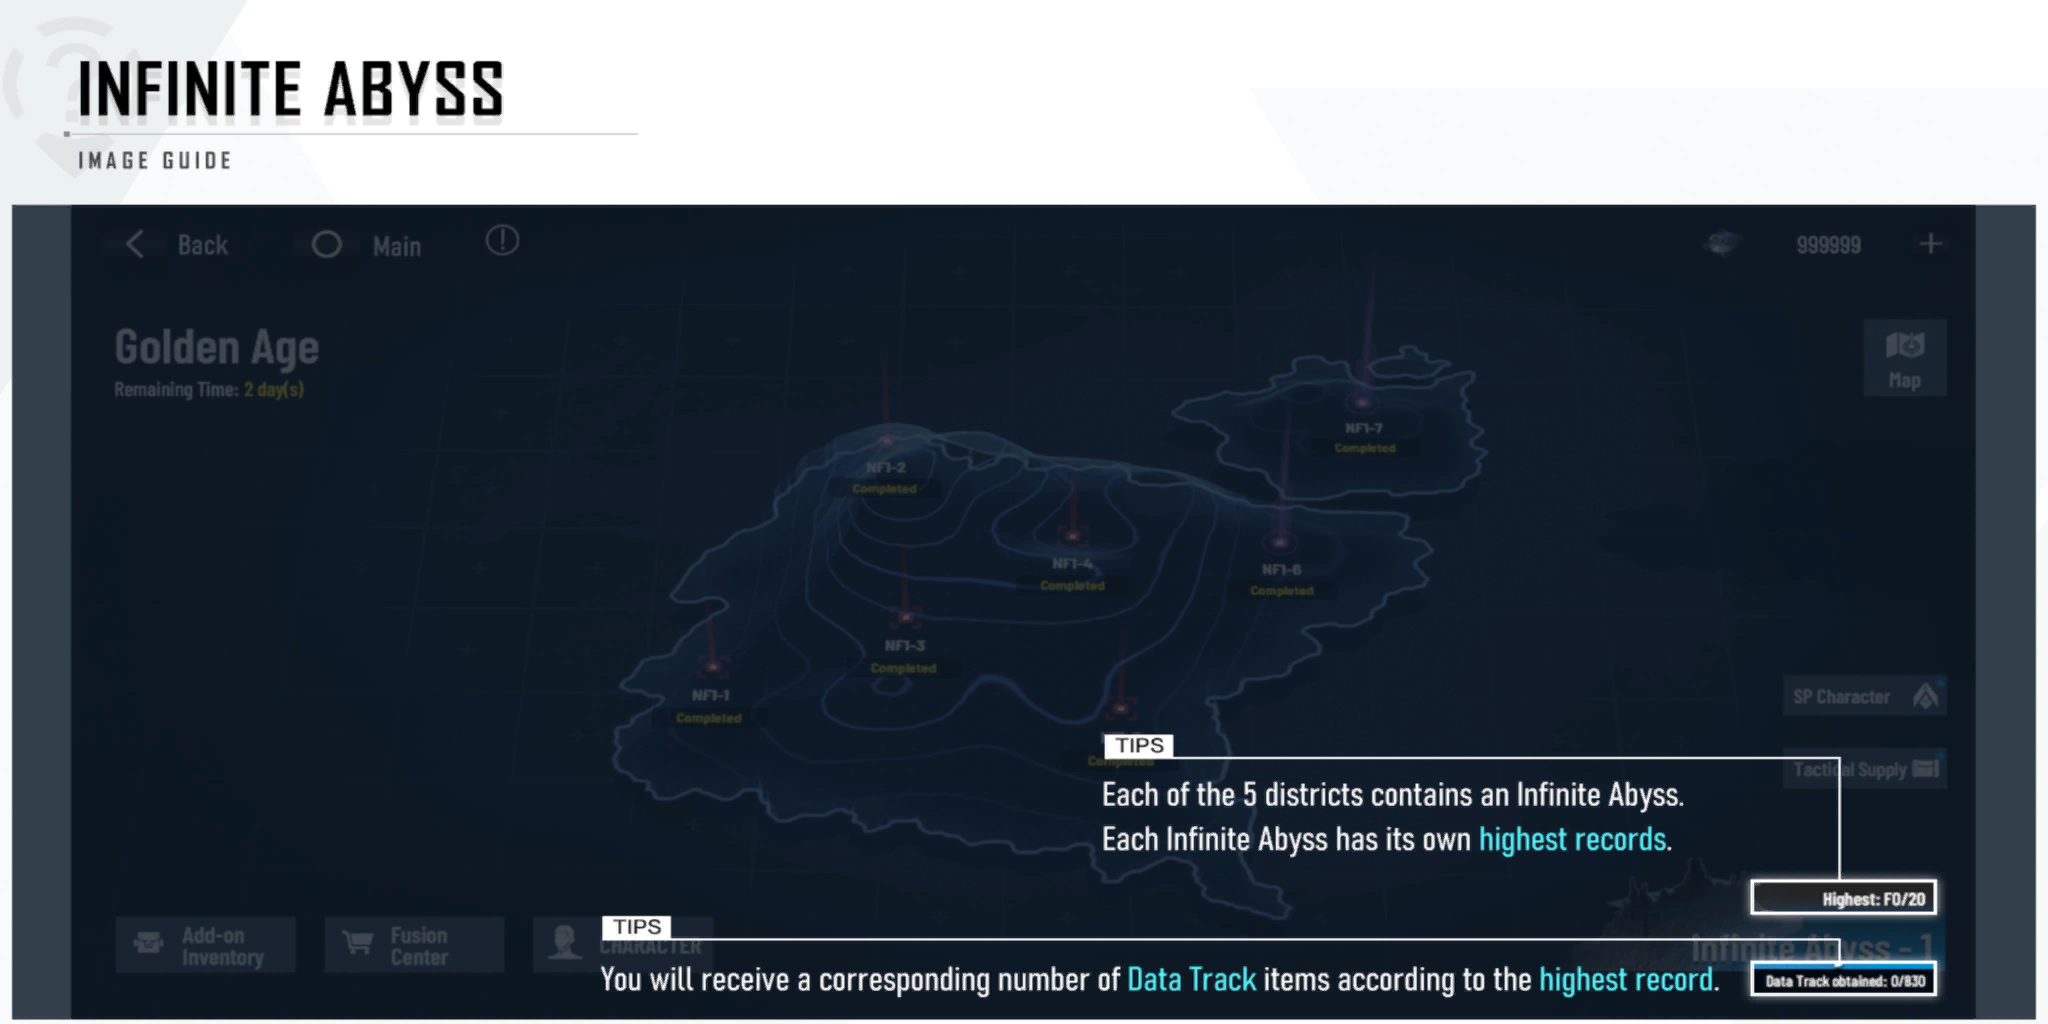 INFINITE ABYSS
IMAGE GUIDE
Back
Main
999999
Golden Age
Remaining Time: 2 day(s)
Map
NF1-7
Completed
NF1-2
Completed
NF1-4
Completed
NF1-6
Completed
NF1-3
Completed
NF1-1
Completed
SP Character
TIPS
Completed
Tactical Supply
Each of the 5 districts contains an Infinite Abyss.
Each Infinite Abyss has its own highest records.
Highest: F0/20
Add-on
Inventory
Fusion
Center
TIPS
CHARACTER
Infinite Abyss - 1
You will receive a corresponding number of Data Track items according to the highest record.
Data Track obtained: 0/830